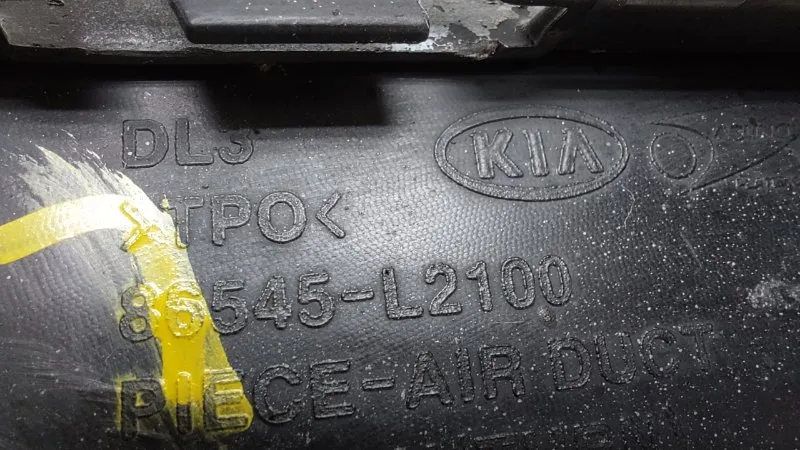 DL3 KIA
>TPO<
86545-L2100
PIECE-AIR DUCT